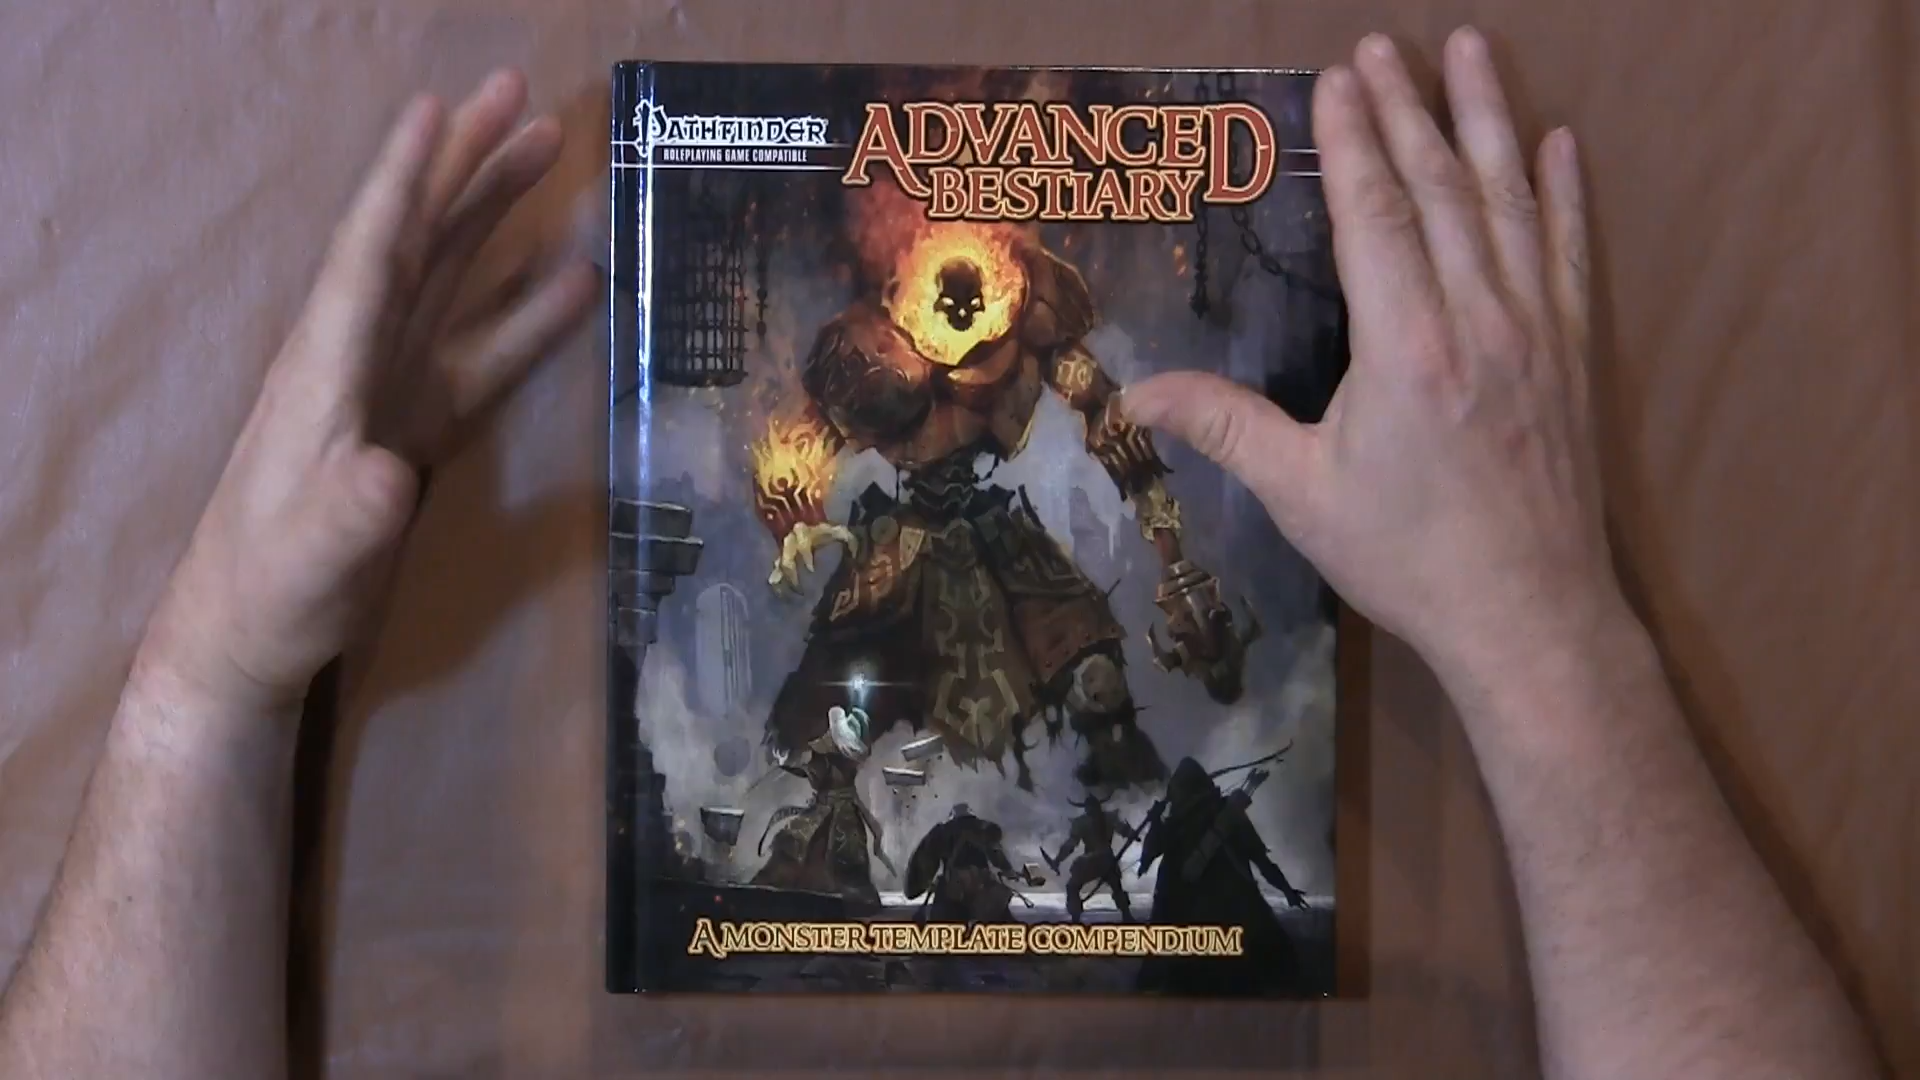 PATHFINDER
ROLEPLAYING GAME COMPATIBLE
ADVANCED
BESTIARY
A MONSTER TEMPLATE COMPENDIUM